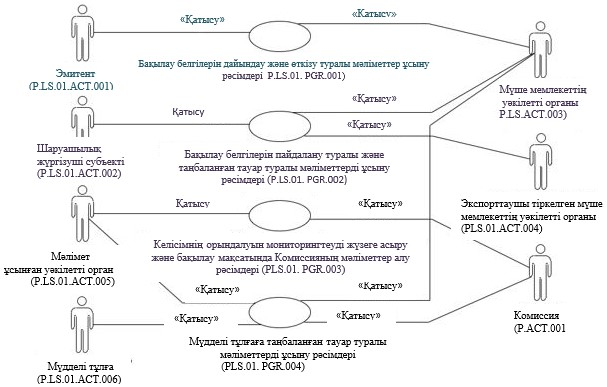 «Қатысу»
«Қатысу»
Эмитент
(P.LS.01.ACT.001)
Бақылау белгілерін дайындау және өткізу туралы мәліметтер ұсыну
рәсімдері P.LS.01. PGR.001)
Мүше мемлекеттің
уәкілетті органы
P.LS.ACT.003)
Қатысу
«Қатысу»
«Қатысу»
Шаруашылық
жүргізуші субъекті
(P.LS.01.ACT.002)
Бақылау белгілерін пайдалану туралы және
таңбаланған тауар туралы мәліметтерді ұсыну
рәсімдері (P.LS.01. PGR.002)
Экспорттаушы тіркелген мүше
мемлекеттің уәкілетті органы
(PLS.01.ACT.004)
Қатысу
«Қатысу»
Мәлімет
ұсынған уәкілетті орган
(P.LS.01.ACT.005)
Келісімнің орындалуын мониторингтеуді жүзеге асыру
және бақылау мақсатында Комиссияның мәліметтер алу
рәсімдері (PLS.01. PGR.003)
«Қатысу»
«Қатысу»
«Қатысу»
«Қатысу»
Комиссия
(P.ACT.001
Мүдделі тұлға
(P.LS.01.ACT.006)
Мүдделі тұлғаға таңбаланған тауар туралы
мәліметтерді ұсыну рәсімдері
(PLS.01. PGR.004)